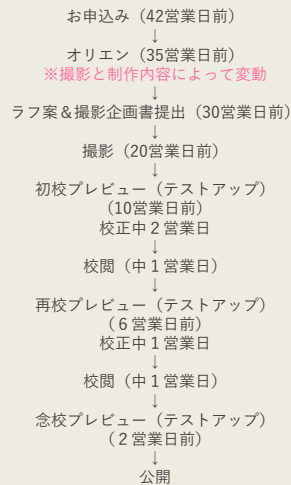 お申込み（42営業日前）
↓
オリエン（35営業日前）
※撮影と制作内容によって変動
↓
ラフ案＆撮影企画書提出（30営業日前）
↓
撮影（20営業日前）
↓
初校プレビュー（テストアップ）
（10営業日前）
校正中２営業日
↓
校閲（中１営業日）
↓
再校プレビュー（テストアップ）
（６営業日前）
校正中１営業日
↓
校閲（中１営業日）
↓
念校プレビュー（テストアップ）
（２営業日前）
↓
公開